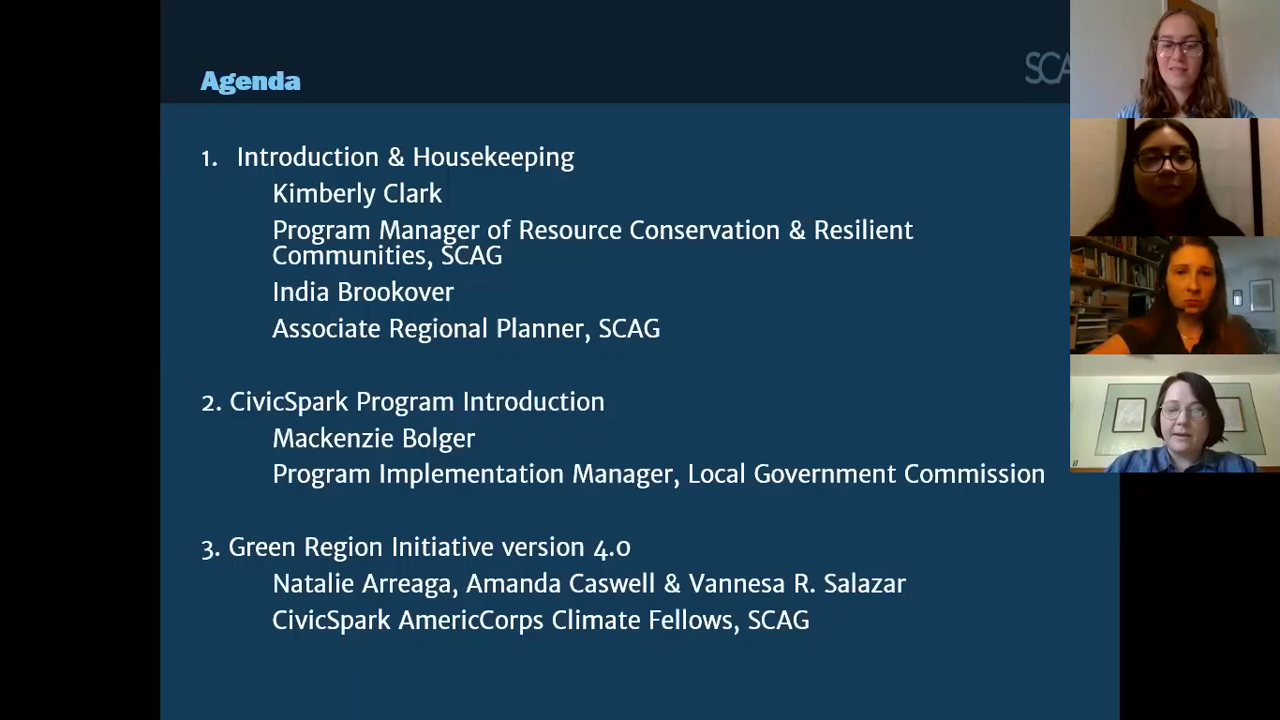 Agenda
SCA
1. Introduction & Housekeeping
Kimberly Clark
Program Manager of Resource Conservation & Resilient
Communities, SCAG
India Brookover
Associate Regional Planner, SCAG
2. CivicSpark Program Introduction
Mackenzie Bolger
Program Implementation Manager, Local Government Commission
3. Green Region Initiative version 4.0
Natalie Arreaga, Amanda Caswell & Vannesa R. Salazar
CivicSpark AmericCorps Climate Fellows, SCAG